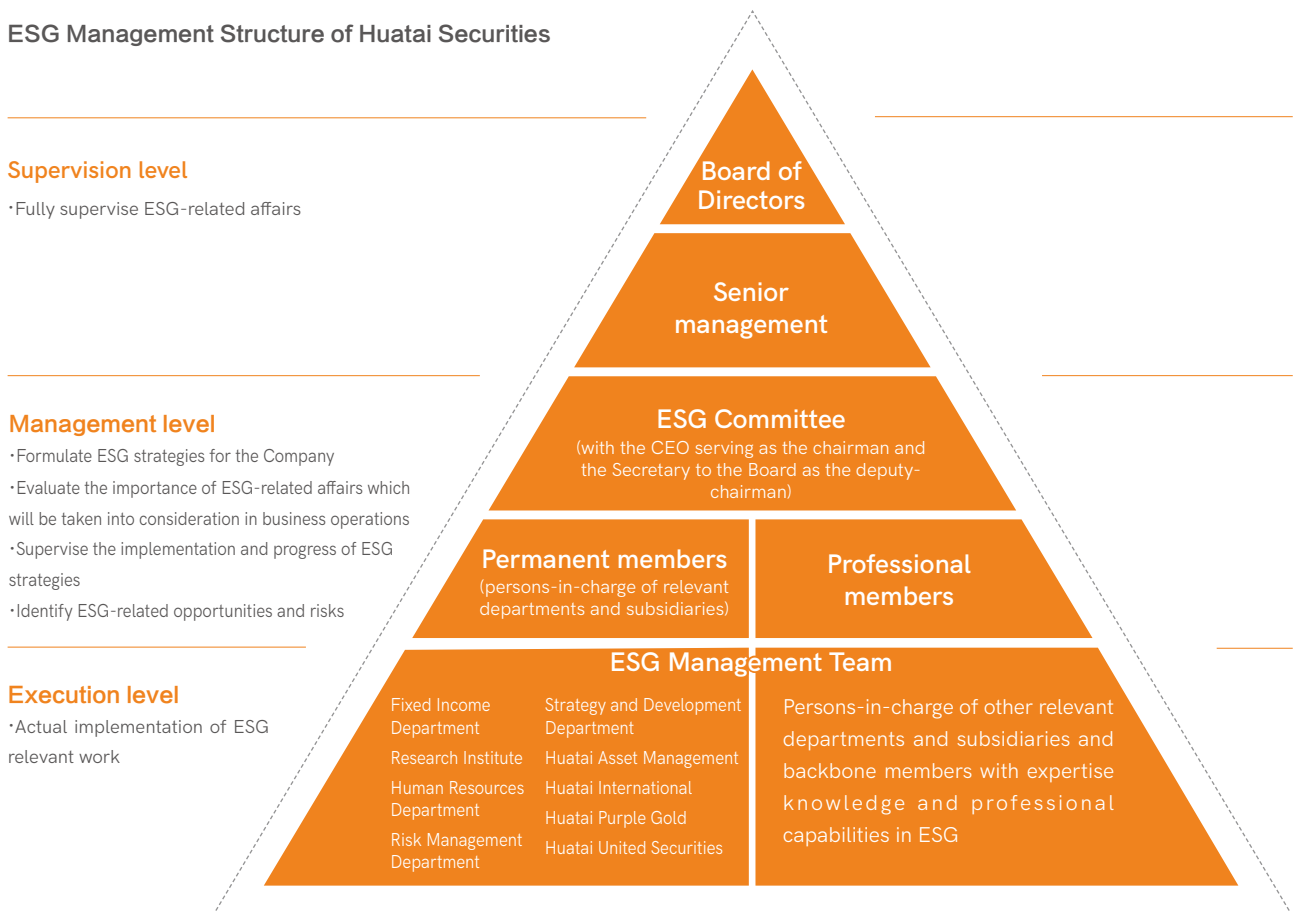 ESG Management Structure of Huatai Securities
Supervision level
·Fully supervise ESG-related affairs
Board of
Directors
Senior
management
Management level
·Formulate ESG strategies for the Company
·Evaluate the importance of ESG-related affairs which
will be taken into consideration in business operations
·Supervise the implementation and progress of ESG
strategies
·Identify ESG-related opportunities and risks
ESG Committee
(with the CEO serving as the chairman and
the Secretary to the Board as the deputy-
chairman)
Permanent members
(persons-in-charge of relevant
departments and subsidiaries)
Professional
members
Execution level
·Actual implementation of ESG
relevant work
ESG Management Team
Fixed Income
Department
Research Institute
Human Resources
Department
Risk Management
Department
Strategy and Development
Department
Huatai Asset Management
Huatai International
Huatai Purple Gold
Huatai United Securities
Persons-in-charge of other relevant
departments and subsidiaries and
backbone members with expertise
knowledge and professional
capabilities in ESG